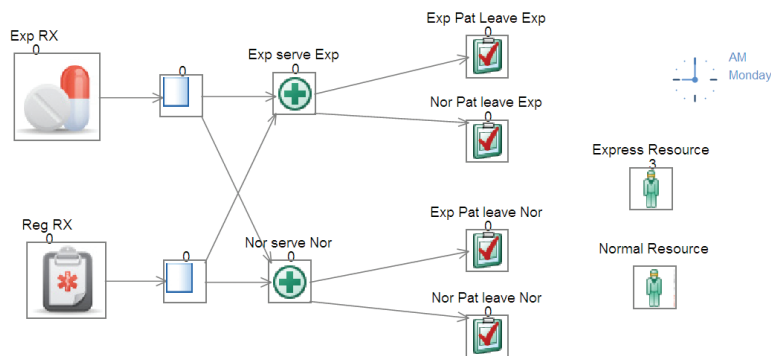 Exp RX
0
0
Exp serve Exp
0
Exp Pat Leave Exp
0
Nor Pat leave Exp
0
AM
Monday
Express Resource
3
Reg RX
0
0
Nor serve Nor
0
Exp Pat leave Nor
0
Nor Pat leave Nor
0
Normal Resource